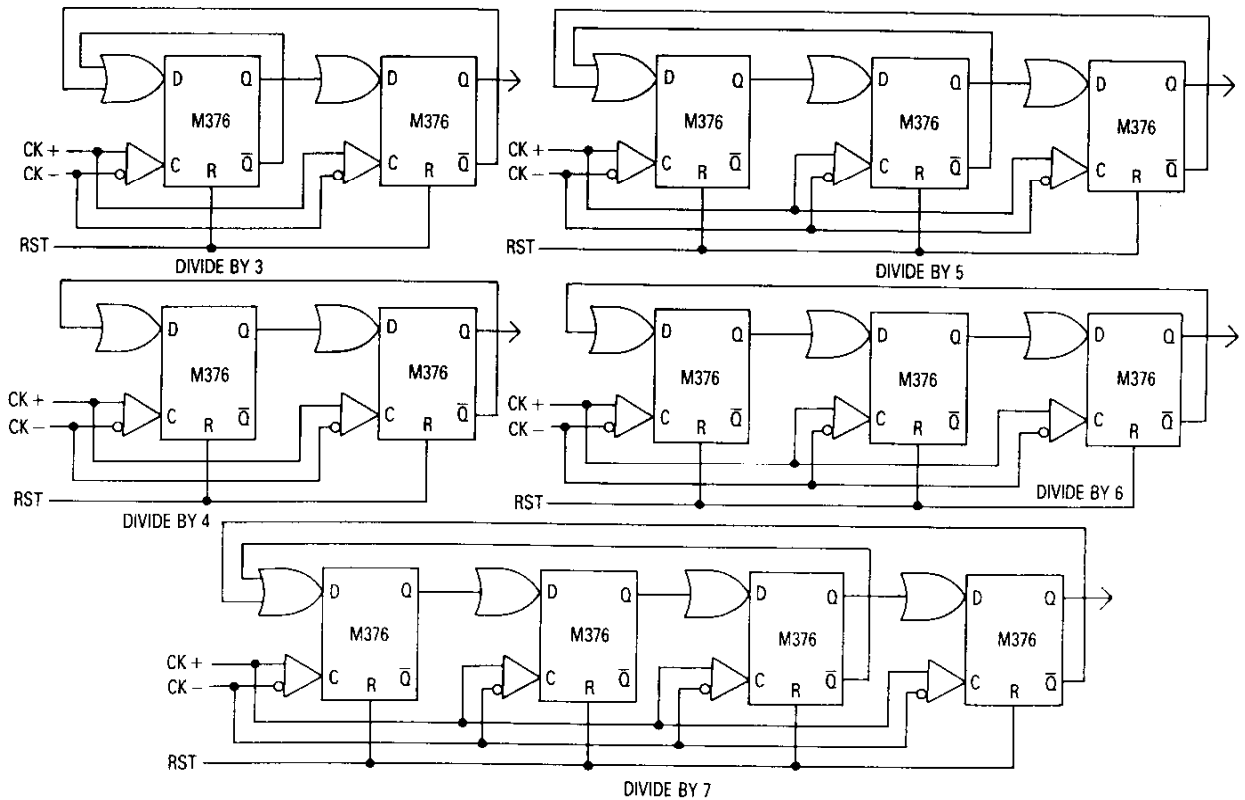 D Q D Q
M376 M376
CK + C R Q̅ C R Q̅
CK −
RST
DIVIDE BY 3
D Q D Q D Q
M376 M376 M376
CK + C R Q̅ C R Q̅ C R Q̅
CK −
RST
DIVIDE BY 5
D Q D Q
M376 M376
CK + C R Q̅ C R Q̅
CK −
RST
DIVIDE BY 4
D Q D Q D Q
M376 M376 M376
CK + C R Q̅ C R Q̅ C R Q̅
CK −
RST
DIVIDE BY 6
D Q D Q D Q D Q
M376 M376 M376 M376
CK + C R Q̅ C R Q̅ C R Q̅ C R Q̅
CK −
RST
DIVIDE BY 7